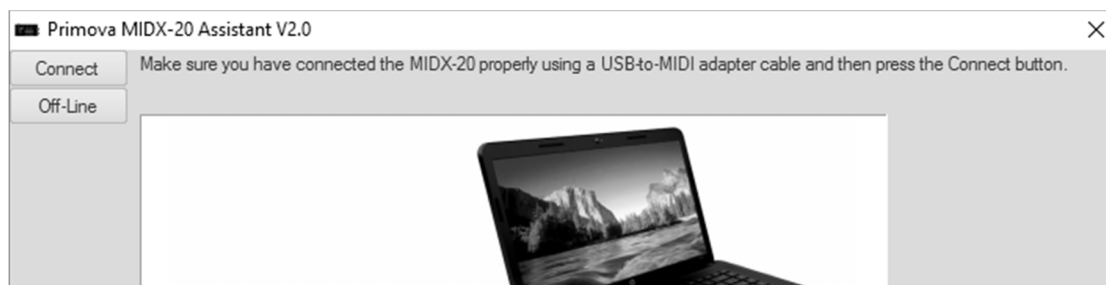 Primova MIDX-20 Assistant V2.0
Connect
Make sure you have connected the MIDX-20 properly using a USB-to-MIDI adapter cable and then press the Connect button.
Off-Line